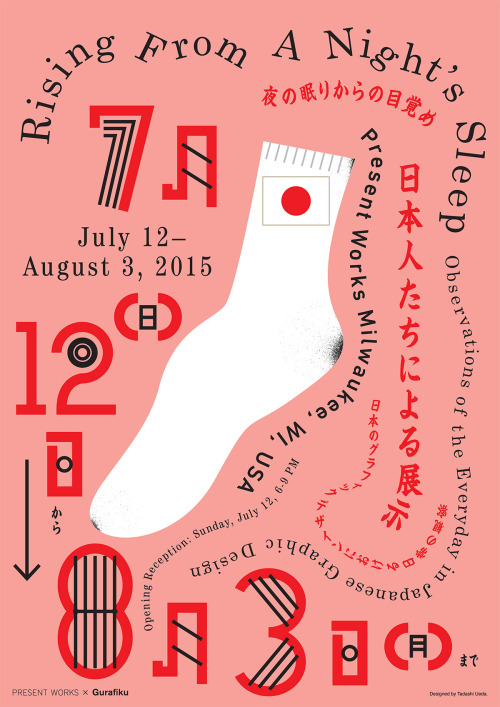 Rising From A Night's Sleep
夜の眠りからの目覚め
Observations of the Everyday in Japanese Graphic Design
日本人たちによる展示
日本のグラフィックデザイン
Present Works Milwaukee, WI, USA
Opening Reception: Sunday, July 12, 6-9 PM
7月
July 12–
August 3, 2015
12(日)
日
から
8月3日(月)まで
PRESENT WORKS × Gurafiku
Designed by Tadashi Ueda.